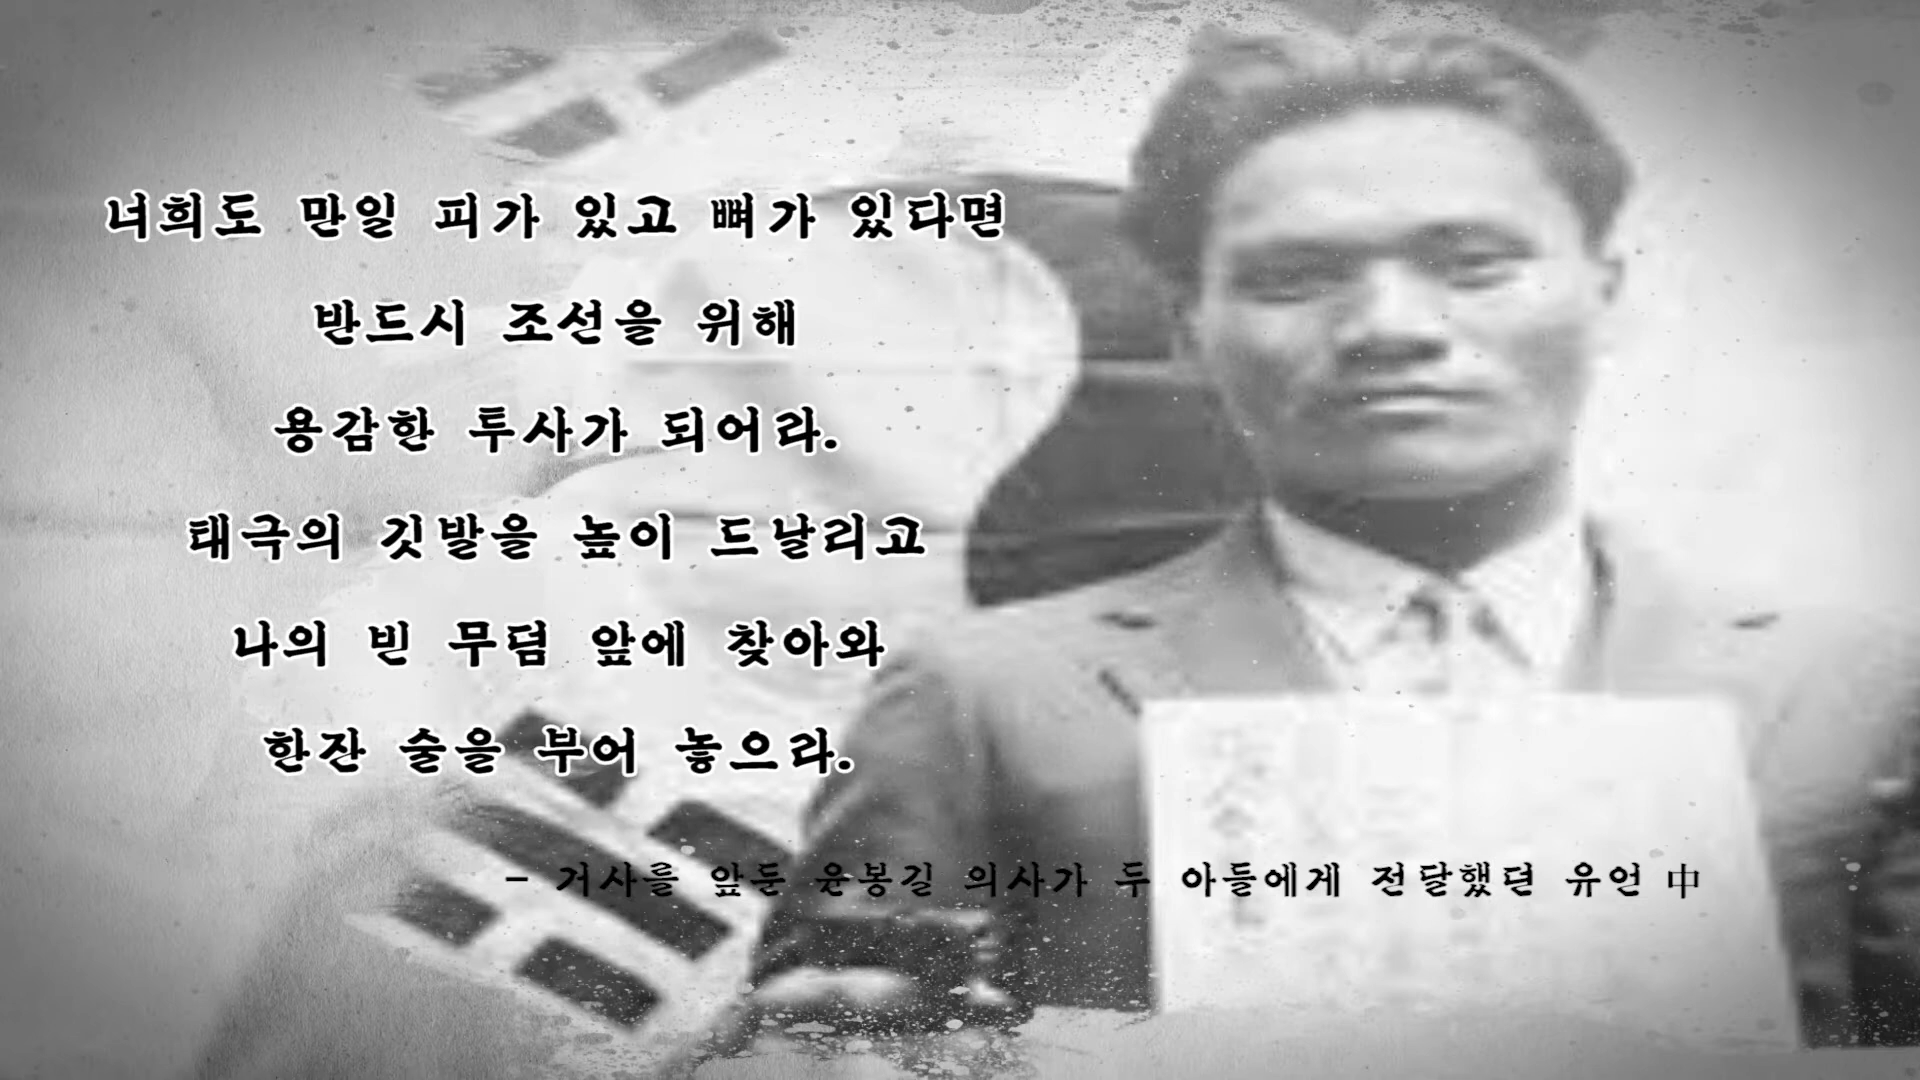 너희도 만일 피가 있고 뼈가 있다면
반드시 조선을 위해
용감한 투사가 되어라.
태극의 깃발을 높이 드날리고
나의 빈 무덤 앞에 찾아와
한잔 술을 부어 놓으라.
- 거사를 앞둔 윤봉길 의사가 두 아들에게 전달했던 유언 中